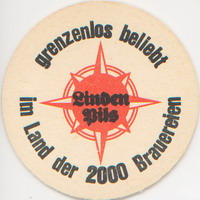 grenzenlos beliebt
Linden
Pils
im Land der 2000 Brauereien